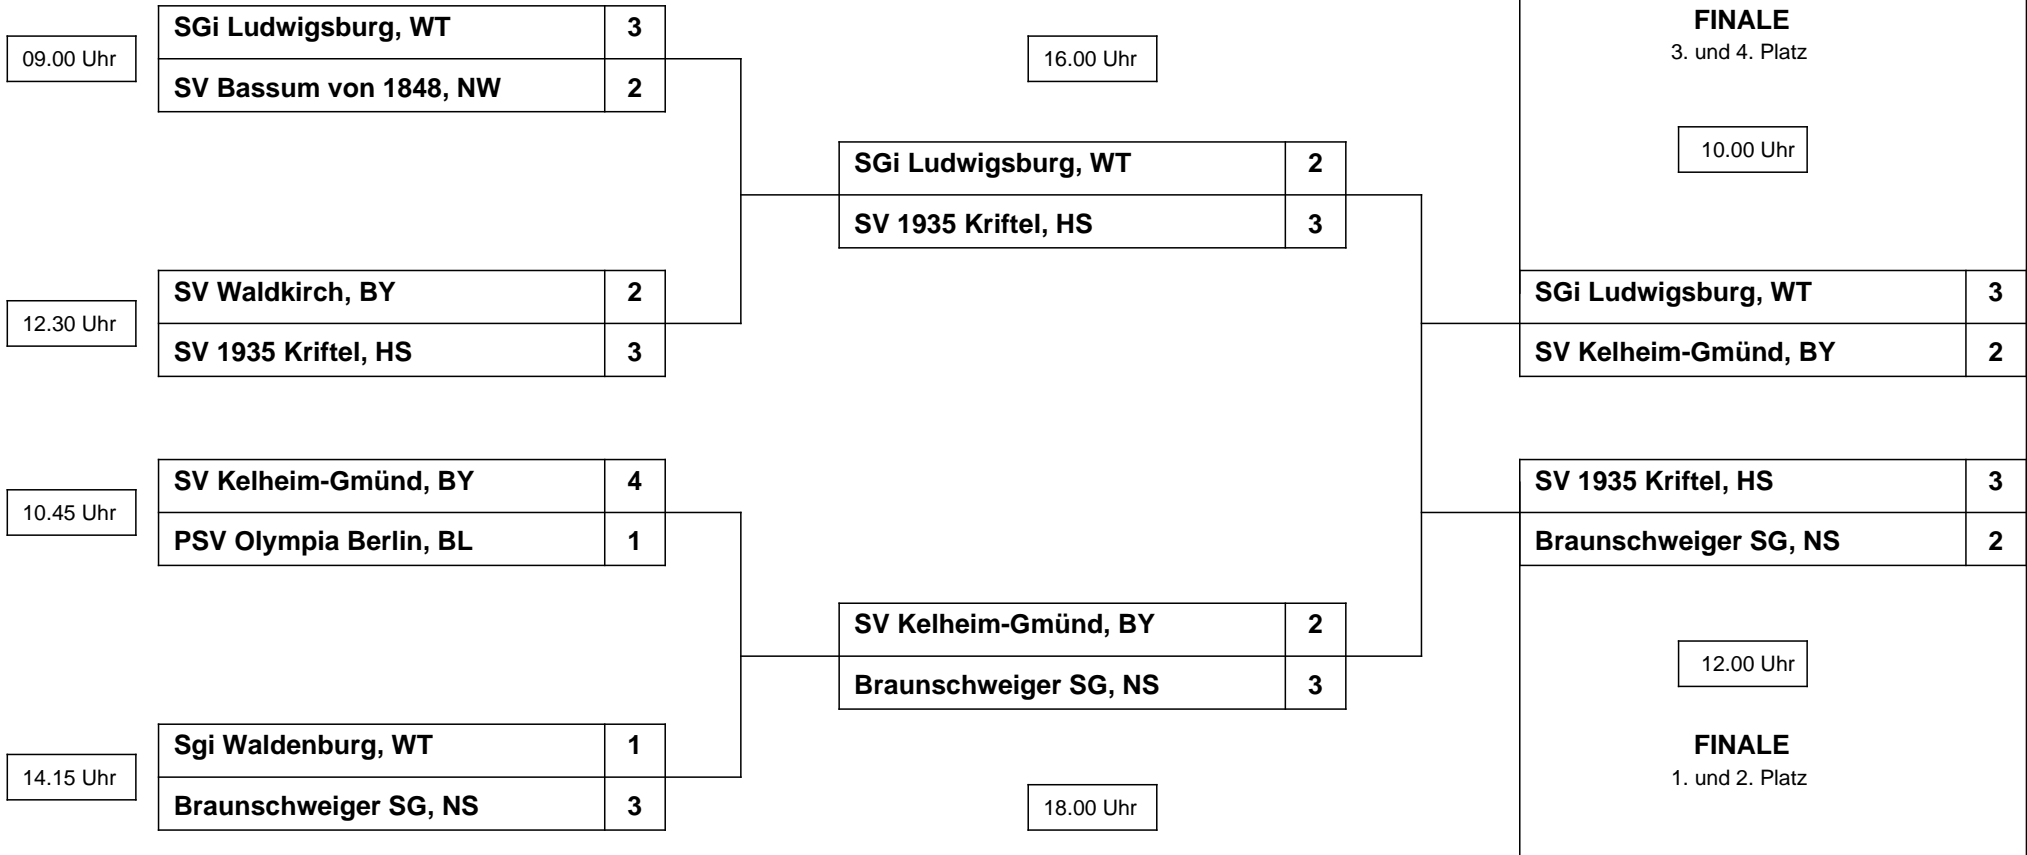 09.00 Uhr
SGi Ludwigsburg, WT 3
SV Bassum von 1848, NW 2
12.30 Uhr
SV Waldkirch, BY 2
SV 1935 Kriftel, HS 3
10.45 Uhr
SV Kelheim-Gmünd, BY 4
PSV Olympia Berlin, BL 1
14.15 Uhr
Sgi Waldenburg, WT 1
Braunschweiger SG, NS 3
16.00 Uhr
SGi Ludwigsburg, WT 2
SV 1935 Kriftel, HS 3
SV Kelheim-Gmünd, BY 2
Braunschweiger SG, NS 3
18.00 Uhr
FINALE
3. und 4. Platz
10.00 Uhr
SGi Ludwigsburg, WT 3
SV Kelheim-Gmünd, BY 2
SV 1935 Kriftel, HS 3
Braunschweiger SG, NS 2
12.00 Uhr
FINALE
1. und 2. Platz